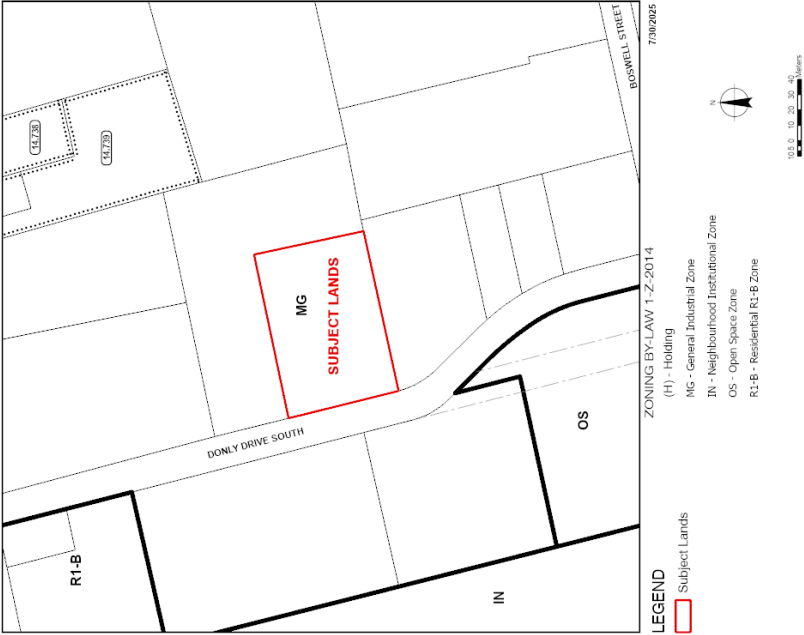 14.738
14.739
BOSWELL STREET
MG
SUBJECT LANDS
DONLY DRIVE SOUTH
R1-B
OS
IN
7/30/2025
N
LEGEND
Subject Lands
ZONING BY-LAW 1-Z-2014
(H) - Holding
MG - General Industrial Zone
IN - Neighbourhood Institutional Zone
OS - Open Space Zone
R1-B - Residential R1-B Zone
10 5 0 10 20 30 40
Meters